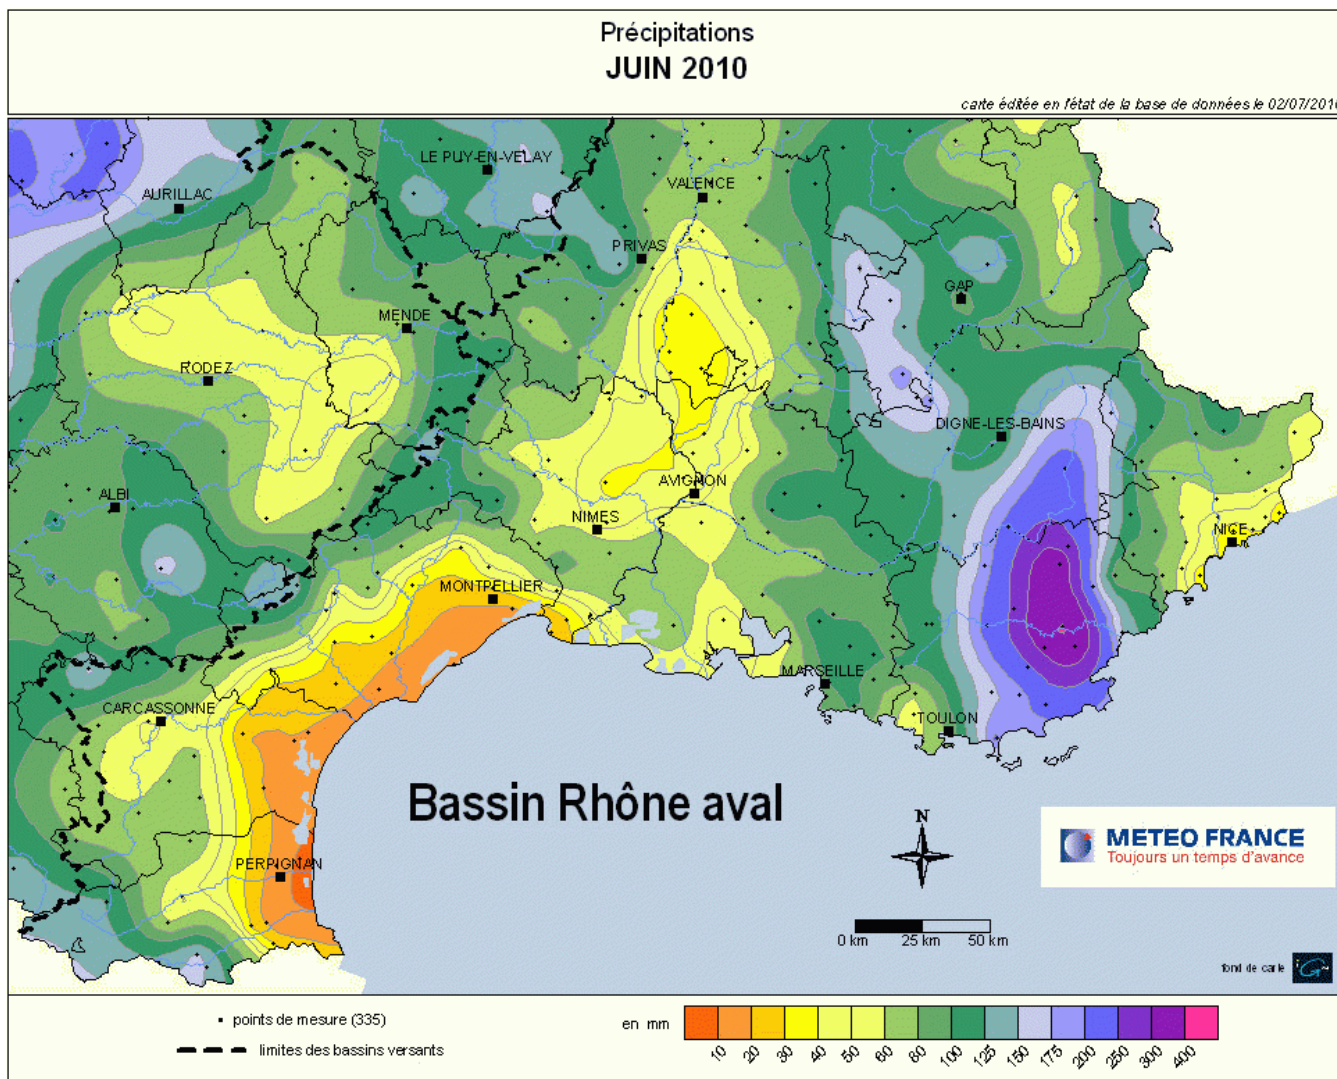 Précipitations
JUIN 2010
carte éditée en l'état de la base de données le 02/07/2010
LE PUY-EN-VELAY
AURILLAC
VALENCE
PRIVAS
GAP
MENDE
RODEZ
DIGNE-LES-BAINS
ALBI
AVIGNON
NIMES
NICE
MONTPELLIER
MARSEILLE
CARCASSONNE
TOULON
Bassin Rhône aval
N
METEO FRANCE
Toujours un temps d'avance
PERPIGNAN
0 km 25 km 50 km
fond de carte
points de mesure (335)
en mm
limites des bassins versants
10 20 30 40 50 60 80 100 125 150 175 200 250 300 400